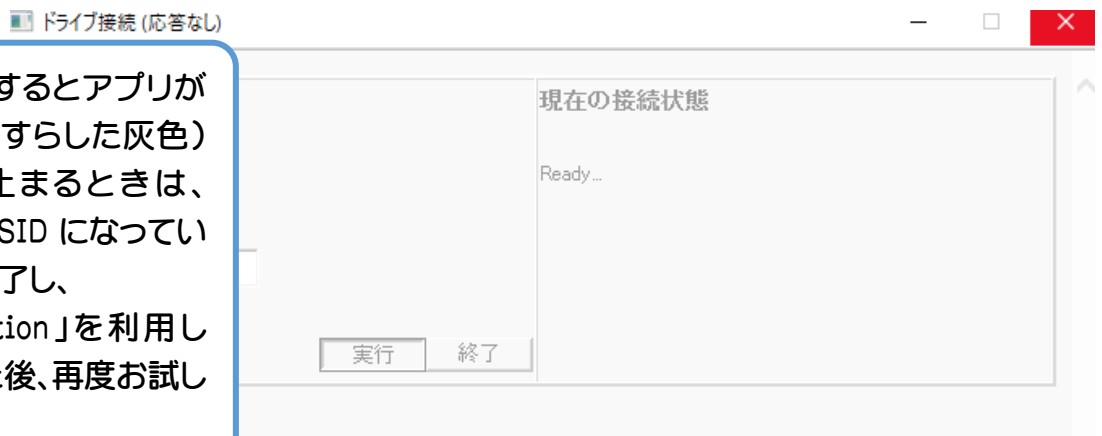 ドライブ接続 (応答なし)
するとアプリが
すらした灰色)
止まるときは、
SID になってい
了し、
tion」を利用し
後、再度お試し
現在の接続状態
Ready...
実行
終了